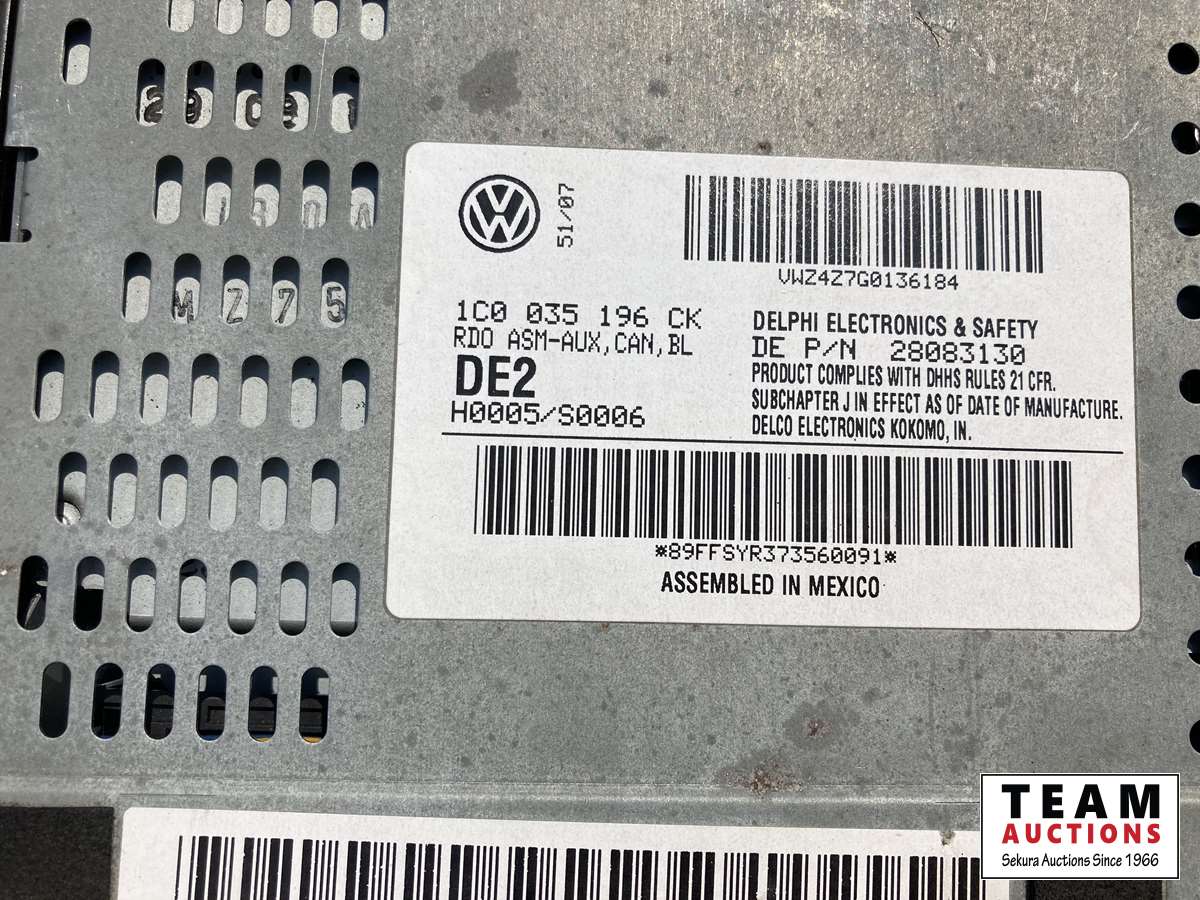 51/07
VWZ4Z7G0136184
1C0 035 196 CK
RDO ASM-AUX,CAN,BL
DE2
H0005/S0006
DELPHI ELECTRONICS & SAFETY
DE P/N 28083130
PRODUCT COMPLIES WITH DHHS RULES 21 CFR.
SUBCHAPTER J IN EFFECT AS OF DATE OF MANUFACTURE.
DELCO ELECTRONICS KOKOMO, IN.
*89FFSYR373560091*
ASSEMBLED IN MEXICO
MZ75
TEAM
AUCTIONS
Sekura Auctions Since 1966